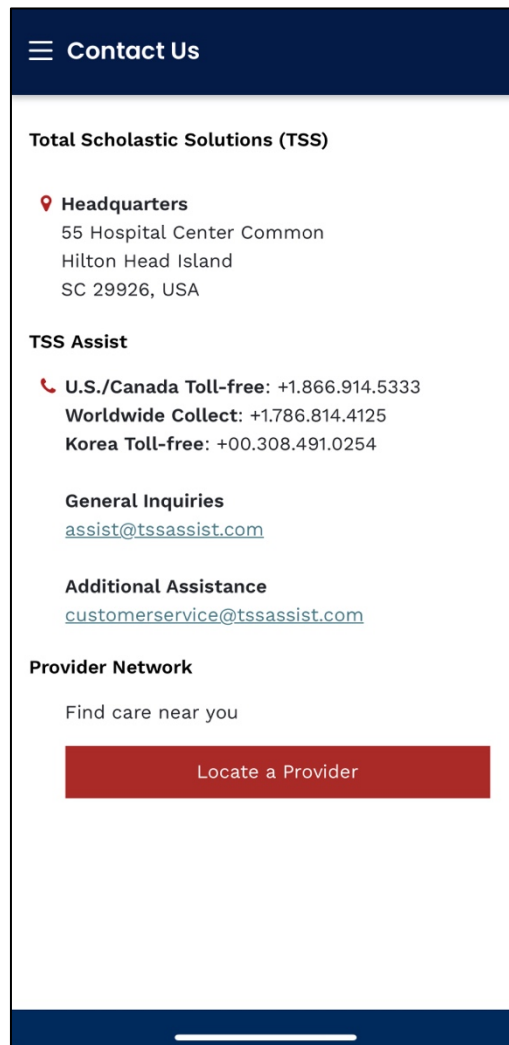 Contact Us
Total Scholastic Solutions (TSS)
Headquarters
55 Hospital Center Common
Hilton Head Island
SC 29926, USA
TSS Assist
U.S./Canada Toll-free: +1.866.914.5333
Worldwide Collect: +1.786.814.4125
Korea Toll-free: +00.308.491.0254
General Inquiries
assist@tssassist.com
Additional Assistance
customerservice@tssassist.com
Provider Network
Find care near you
Locate a Provider